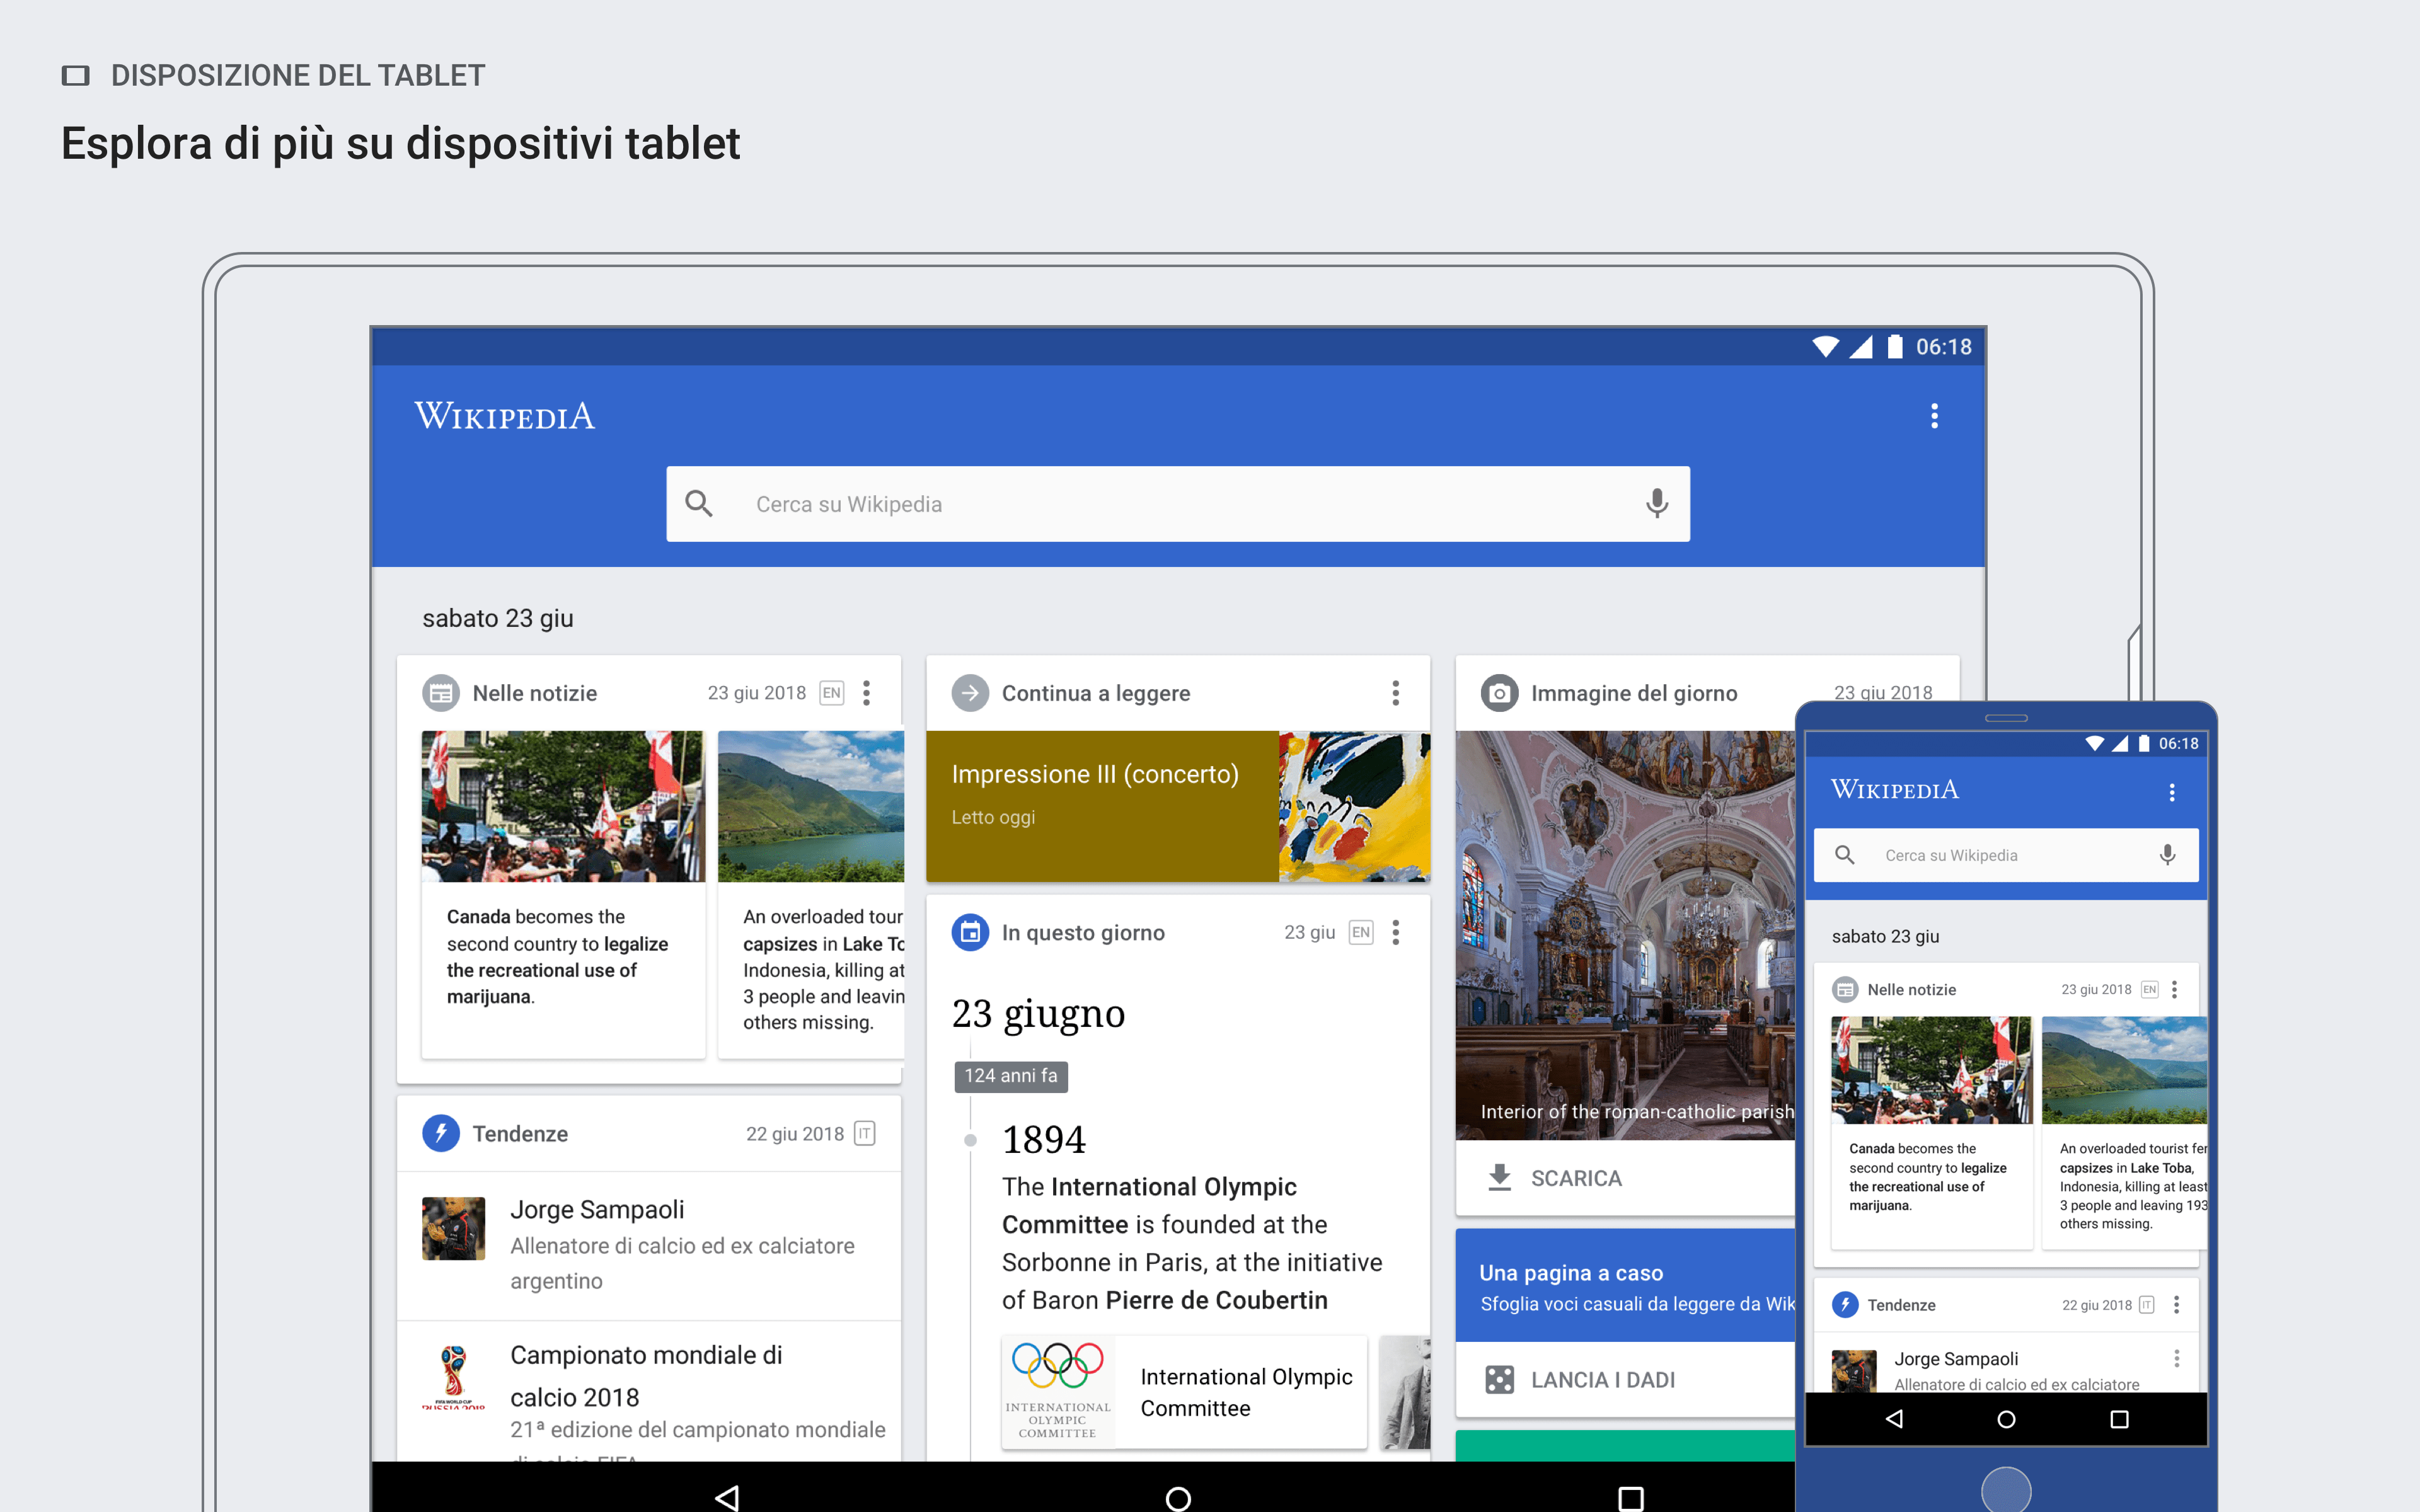 DISPOSIZIONE DEL TABLET
Esplora di più su dispositivi tablet
06:18
WIKIPEDIA
Cerca su Wikipedia
sabato 23 giu
Nelle notizie
23 giu 2018 EN
Canada becomes the
second country to legalize
the recreational use of
marijuana.
An overloaded tour
capsizes in Lake To
Indonesia, killing at
3 people and leavin
others missing.
Tendenze
22 giu 2018 IT
Jorge Sampaoli
Allenatore di calcio ed ex calciatore
argentino
FIFA WORLD CUP
RUSSIA 2018
Campionato mondiale di
calcio 2018
21ª edizione del campionato mondiale
di calcio FIFA
Continua a leggere
Impressione III (concerto)
Letto oggi
In questo giorno
23 giu EN
23 giugno
124 anni fa
1894
The International Olympic
Committee is founded at the
Sorbonne in Paris, at the initiative
of Baron Pierre de Coubertin
INTERNATIONAL
OLYMPIC
COMMITTEE
International Olympic
Committee
Immagine del giorno
23 giu 2018
Interior of the roman-catholic parish
SCARICA
Una pagina a caso
Sfoglia voci casuali da leggere da Wik
LANCIA I DADI
06:18
WIKIPEDIA
Cerca su Wikipedia
sabato 23 giu
Nelle notizie
23 giu 2018 EN
Canada becomes the
second country to legalize
the recreational use of
marijuana.
An overloaded tourist fer
capsizes in Lake Toba,
Indonesia, killing at least
3 people and leaving 193
others missing.
Tendenze
22 giu 2018 IT
Jorge Sampaoli
Allenatore di calcio ed ex calciatore